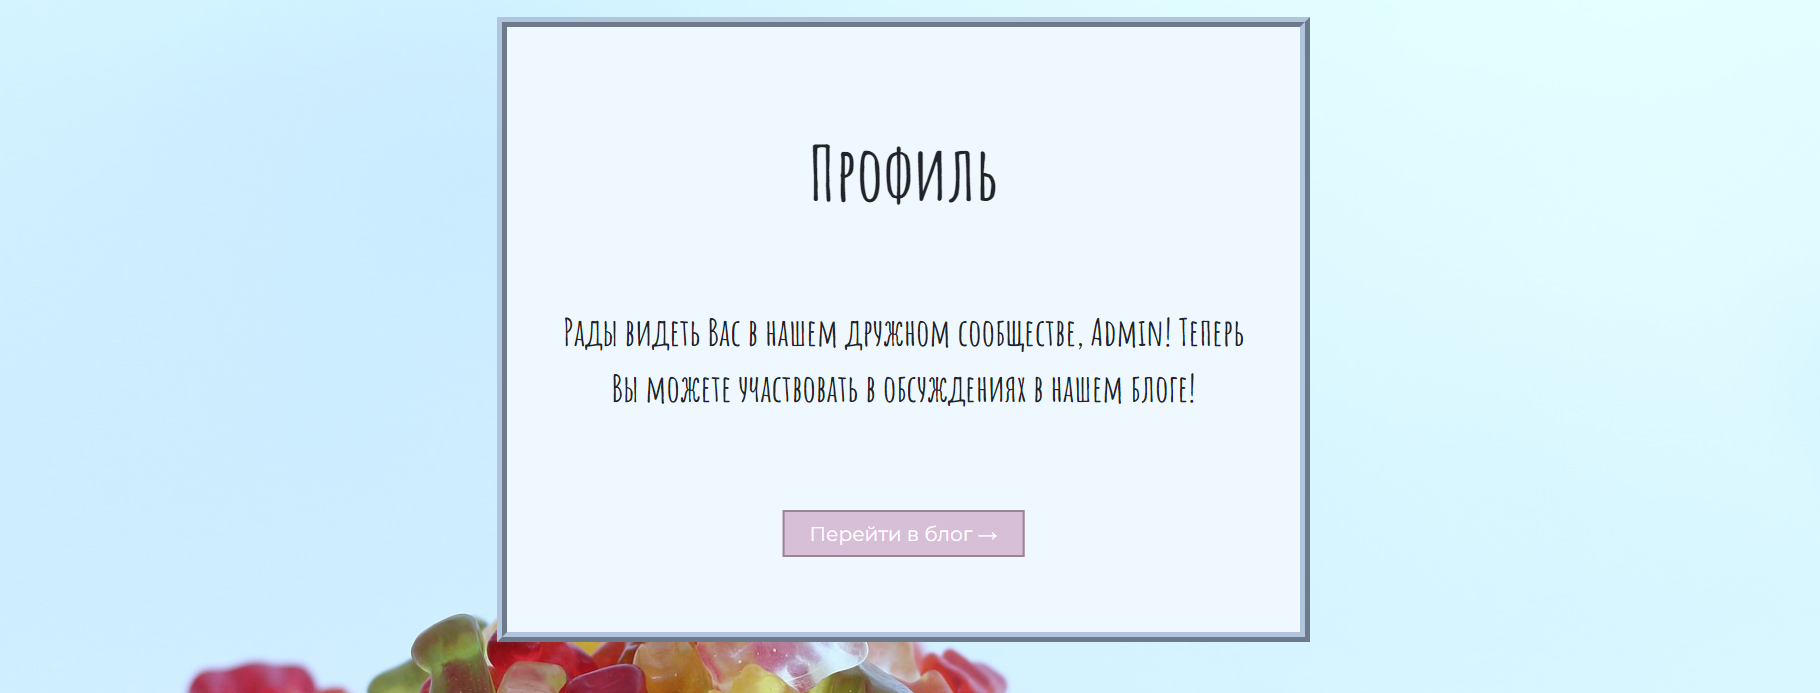 Профиль
Рады видеть Вас в нашем дружном сообществе, Admin! Теперь
Вы можете участвовать в обсуждениях в нашем блоге!
Перейти в блог →